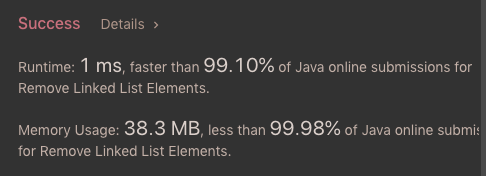 Success Details >
Runtime: 1 ms, faster than 99.10% of Java online submissions for
Remove Linked List Elements.
Memory Usage: 38.3 MB, less than 99.98% of Java online submis
for Remove Linked List Elements.